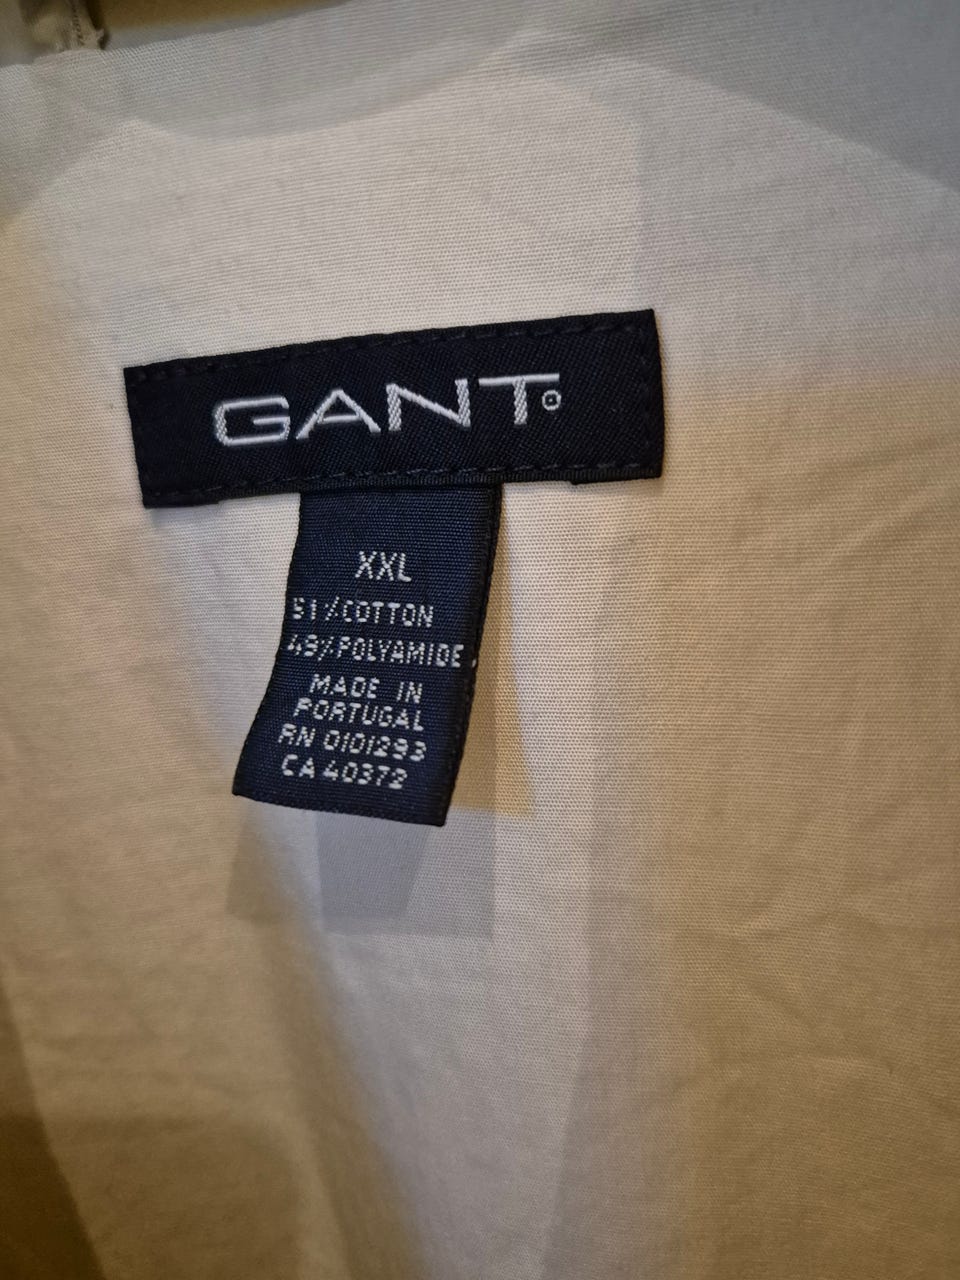 GANT
XXL
51%COTTON
49%POLYAMIDE
MADE IN
PORTUGAL
RN 0101293
CA 40372